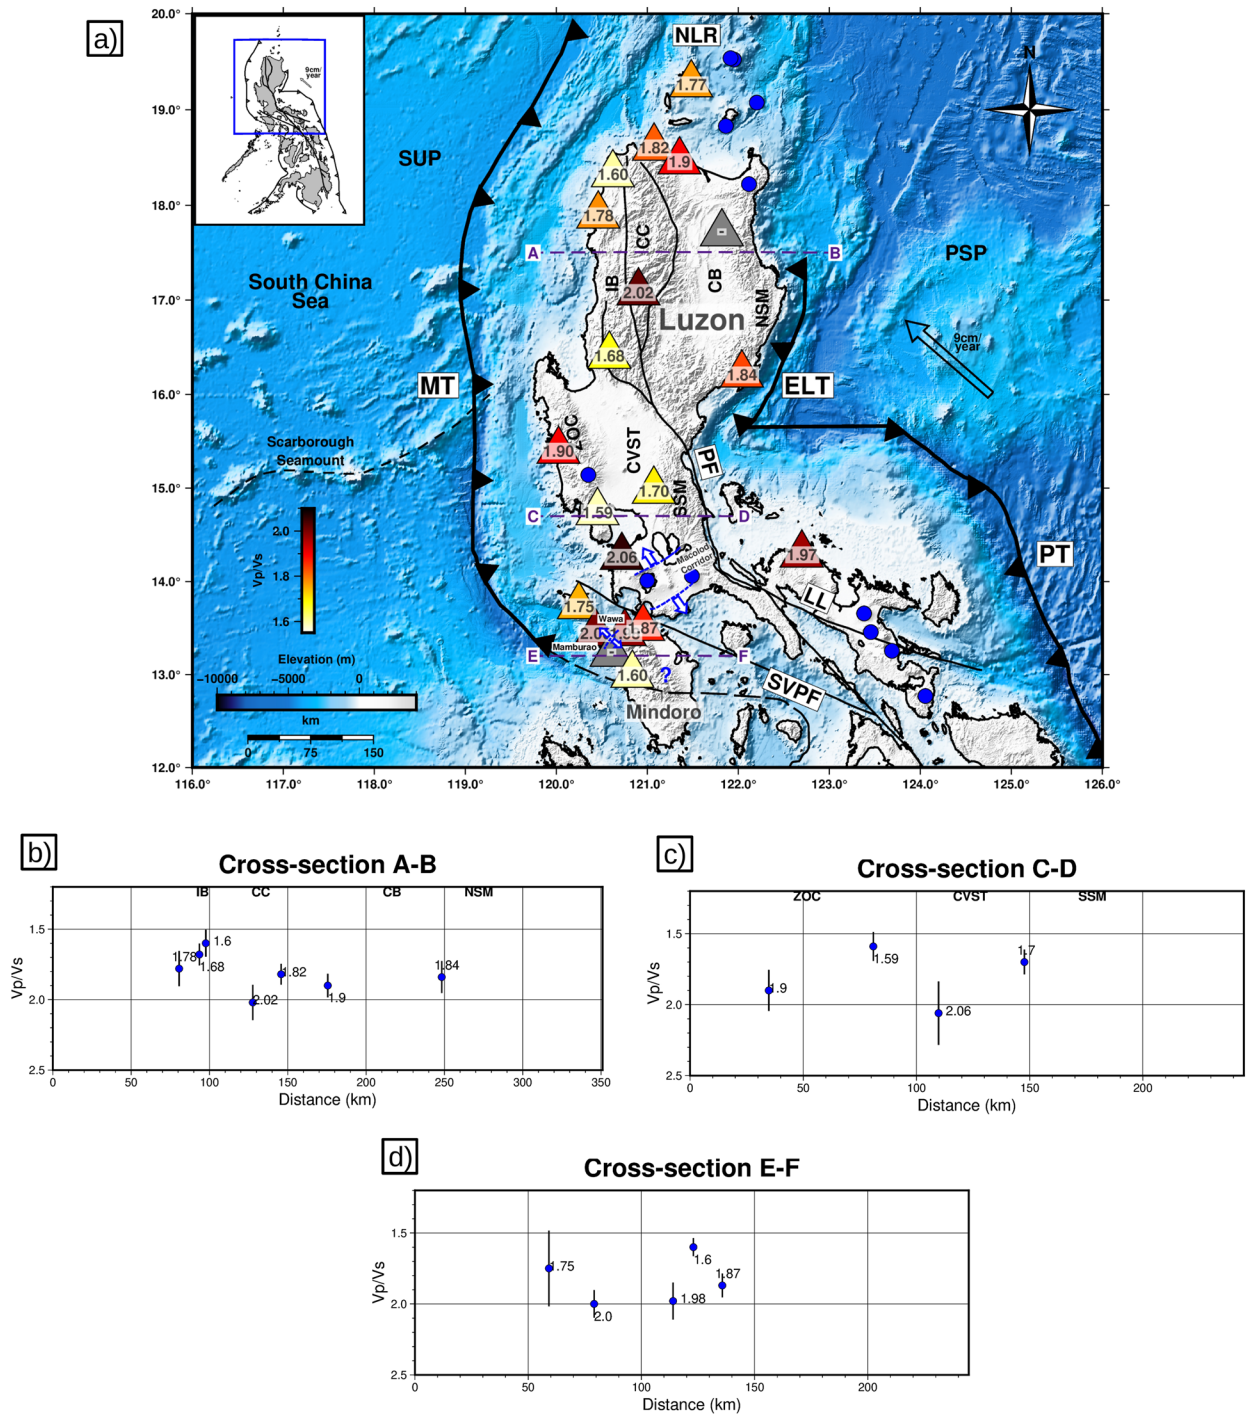 a)
20.0°
19.0°
18.0°
17.0°
16.0°
15.0°
14.0°
13.0°
12.0°
116.0°
117.0°
118.0°
119.0°
120.0°
121.0°
122.0°
123.0°
124.0°
125.0°
126.0°
9cm/
year
NLR
N
1.77
SUP
1.82
1.9
1.60
1.78
-
CC
A
B
PSP
South China
Sea
IB
CB
NSM
2.02
Luzon
9cm/
year
1.68
MT
1.84
ELT
Scarborough
Seamount
ZOC
1.90
CVST
PF
1.70
SSM
1.59
C
D
Vp/Vs
2.0
1.8
1.6
2.06
Macolod
Corridor
1.97
PT
1.75
LL
Wawa
1.87
Mamburao
-
E
F
1.60
?
SVPF
Mindoro
Elevation (m)
−10000
−5000
0
km
0
75
150
b)
Cross-section A-B
IB
CC
CB
NSM
Vp/Vs
1.5
2.0
2.5
1.78
1.68
1.6
2.02
1.82
1.9
1.84
0
50
100
150
200
250
300
350
Distance (km)
c)
Cross-section C-D
ZOC
CVST
SSM
Vp/Vs
1.5
2.0
2.5
1.9
1.59
2.06
1.7
0
50
100
150
200
Distance (km)
d)
Cross-section E-F
Vp/Vs
1.5
2.0
2.5
1.75
2.0
1.98
1.6
1.87
0
50
100
150
200
Distance (km)